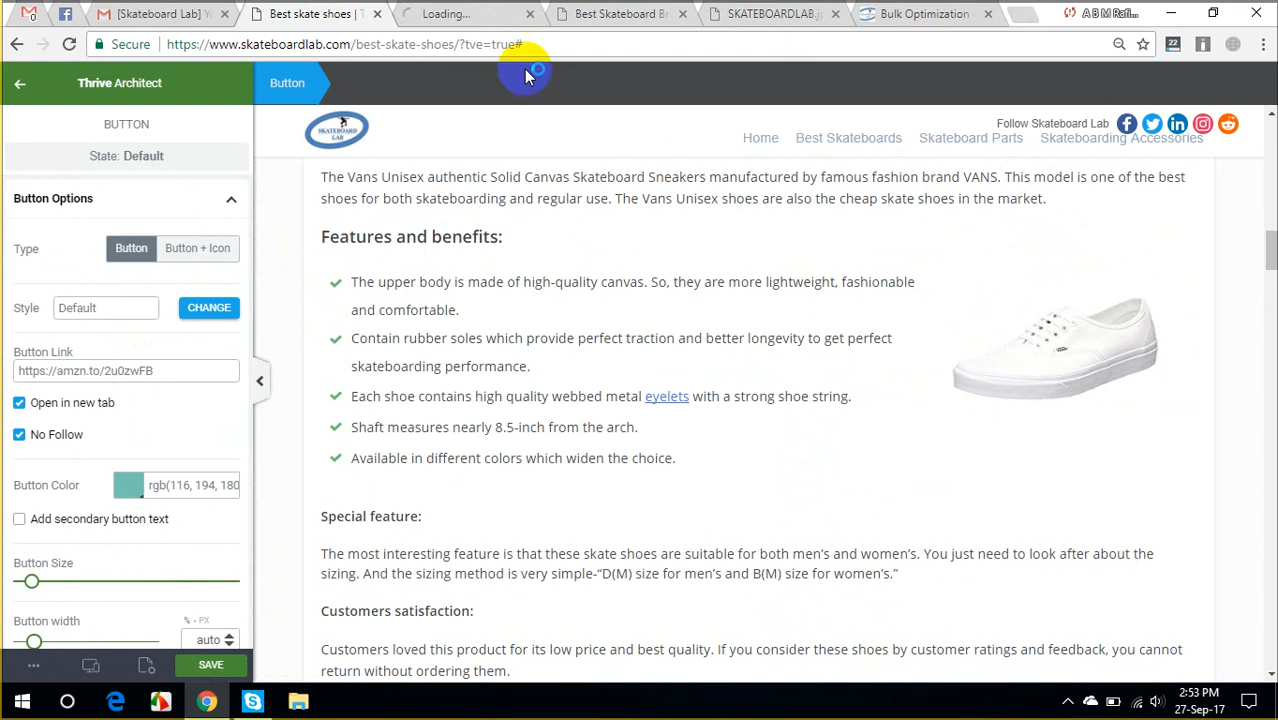 [Skateboard Lab] Y
Best skate shoes | T
Loading...
Best Skateboard Br
SKATEBOARDLAB.jp
Bulk Optimization -
A B M Rafi...
Secure
https://www.skateboardlab.com/best-skate-shoes/?tve=true#
22
Thrive Architect
Button
BUTTON
State: Default
Button Options
Type
Button
Button + Icon
Style
Default
CHANGE
Button Link
https://amzn.to/2u0zwFB
Open in new tab
No Follow
Button Color
rgb(116, 194, 180
Add secondary button text
Button Size
Button width
% - PX
auto
SAVE
SKATEBOARD
LAB
Follow Skateboard Lab
Home
Best Skateboards
Skateboard Parts
Skateboarding Accessories
The Vans Unisex authentic Solid Canvas Skateboard Sneakers manufactured by famous fashion brand VANS. This model is one of the best
shoes for both skateboarding and regular use. The Vans Unisex shoes are also the cheap skate shoes in the market.
Features and benefits:
The upper body is made of high-quality canvas. So, they are more lightweight, fashionable
and comfortable.
Contain rubber soles which provide perfect traction and better longevity to get perfect
skateboarding performance.
Each shoe contains high quality webbed metal eyelets with a strong shoe string.
Shaft measures nearly 8.5-inch from the arch.
Available in different colors which widen the choice.
Special feature:
The most interesting feature is that these skate shoes are suitable for both men's and women's. You just need to look after about the
sizing. And the sizing method is very simple-“D(M) size for men's and B(M) size for women's.”
Customers satisfaction:
Customers loved this product for its low price and best quality. If you consider these shoes by customer ratings and feedback, you cannot
return without ordering them.
2:53 PM
27-Sep-17